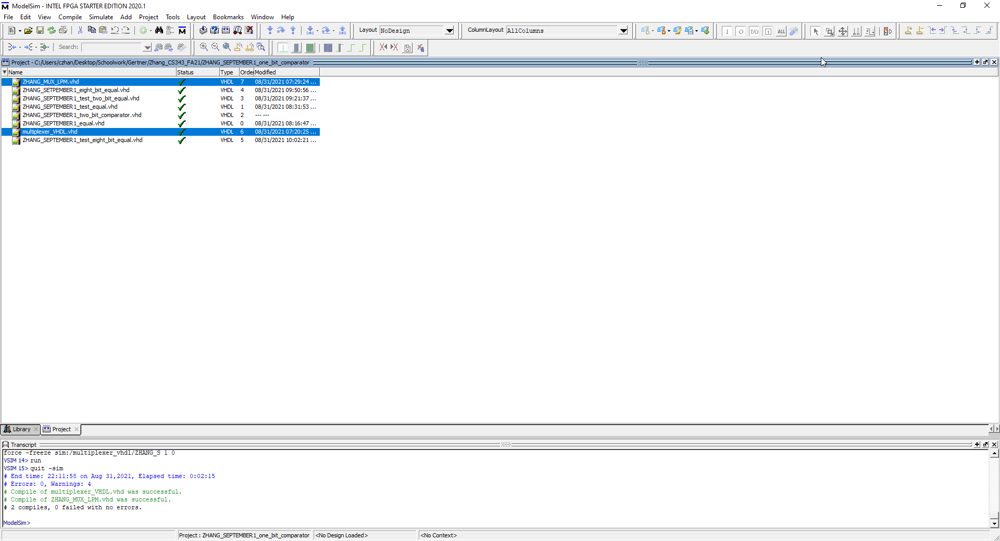 ModelSim - INTEL FPGA STARTER EDITION 2020.1
File Edit View Compile Simulate Add Project Tools Layout Bookmarks Window Help
Layout NoDesign
ColumnLayout AllColumns
Search:
Project - C:/Users/czhan/Desktop/Schoolwork/Gertner/Zhang_CS343_FA21/ZHANG_SEPTEMBER1_one_bit_comparator
Name Status Type Order Modified
ZHANG_MUX_LPM.vhd VHDL 7 08/31/2021 07:29:24 ...
ZHANG_SETPEMBER1_eight_bit_equal.vhd VHDL 4 08/31/2021 09:50:56 ...
ZHANG_SEPTEMBER1_test_two_bit_equal.vhd VHDL 3 08/31/2021 09:21:37 ...
ZHANG_SEPTEMBER1_test_equal.vhd VHDL 1 08/31/2021 08:31:53 ...
ZHANG_SEPTEMBER1_two_bit_comparator.vhd VHDL 2 --- ---
ZHANG_SEPTEMBER1_equal.vhd VHDL 0 08/31/2021 08:16:47 ...
multiplexer_VHDL.vhd VHDL 6 08/31/2021 07:20:25 ...
ZHANG_SEPTEMBER1_test_eight_bit_equal.vhd VHDL 5 08/31/2021 10:02:21 ...
Library Project
Transcript
force -freeze sim:/multiplexer_vhdl/ZHANG_S 1 0
VSIM 14> run
VSIM 15> quit -sim
# End time: 22:11:58 on Aug 31,2021, Elapsed time: 0:02:15
# Errors: 0, Warnings: 4
# Compile of multiplexer_VHDL.vhd was successful.
# Compile of ZHANG_MUX_LPM.vhd was successful.
# 2 compiles, 0 failed with no errors.
ModelSim>
Project : ZHANG_SEPTEMBER1_one_bit_comparator <No Design Loaded> <No Context>